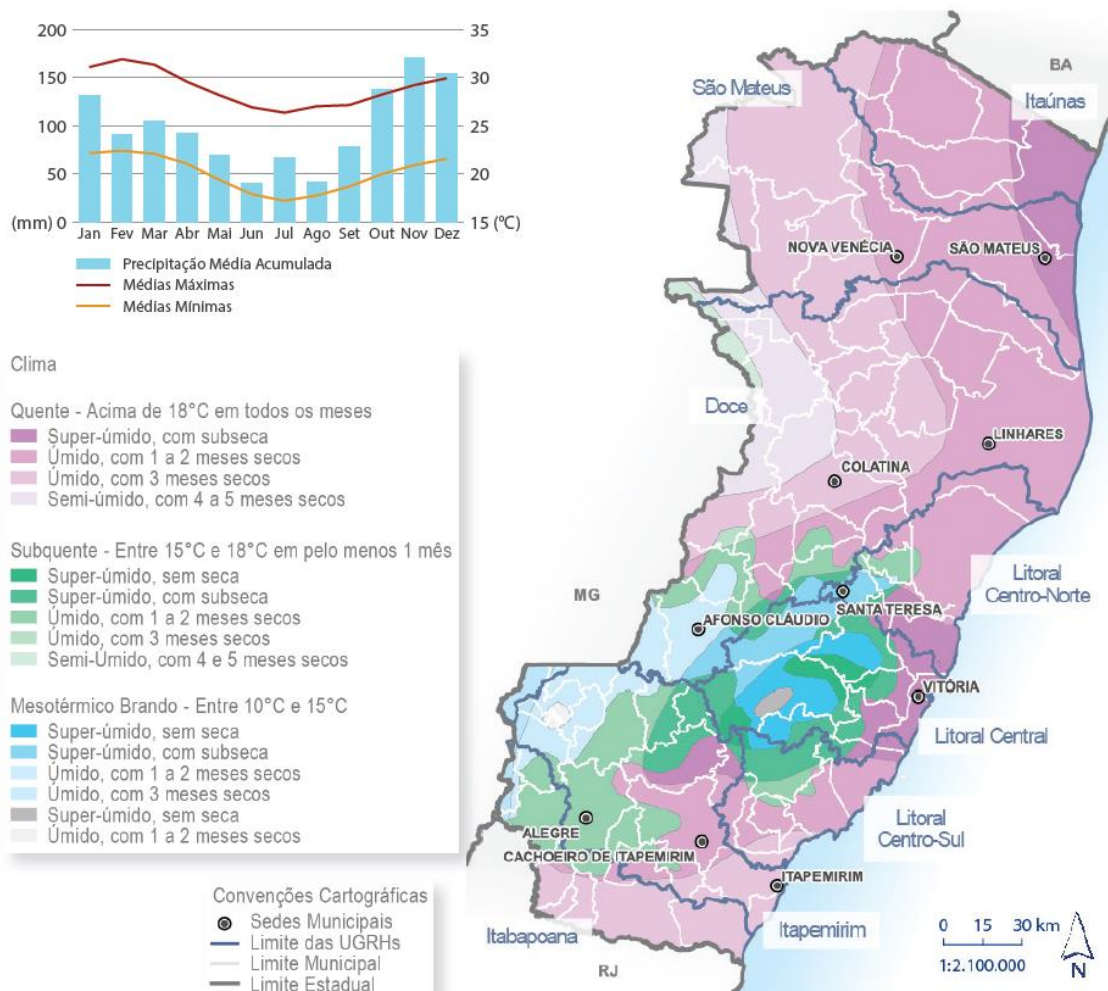 200
150
100
50
(mm) 0
35
30
25
20
15 (ºC)
Jan Fev Mar Abr Mai Jun Jul Ago Set Out Nov Dez
Precipitação Média Acumulada
Médias Máximas
Médias Mínimas
Clima
Quente - Acima de 18°C em todos os meses
Super-úmido, com subseca
Úmido, com 1 a 2 meses secos
Úmido, com 3 meses secos
Semi-úmido, com 4 a 5 meses secos
Subquente - Entre 15°C e 18°C em pelo menos 1 mês
Super-úmido, sem seca
Super-úmido, com subseca
Úmido, com 1 a 2 meses secos
Úmido, com 3 meses secos
Semi-Úmido, com 4 e 5 meses secos
Mesotérmico Brando - Entre 10°C e 15°C
Super-úmido, sem seca
Super-úmido, com subseca
Úmido, com 1 a 2 meses secos
Úmido, com 3 meses secos
Super-úmido, sem seca
Úmido, com 1 a 2 meses secos
Convenções Cartográficas
Sedes Municipais
Limite das UGRHs
Limite Municipal
Limite Estadual
BA
São Mateus
Itaúnas
NOVA VENÉCIA
SÃO MATEUS
Doce
LINHARES
COLATINA
Litoral
Centro-Norte
MG
SANTA TERESA
AFONSO CLÁUDIO
VITÓRIA
Litoral Central
Litoral
Centro-Sul
ALEGRE
CACHOEIRO DE ITAPEMIRIM
ITAPEMIRIM
Itabapoana
Itapemirim
RJ
0 15 30 km
1:2.100.000
N